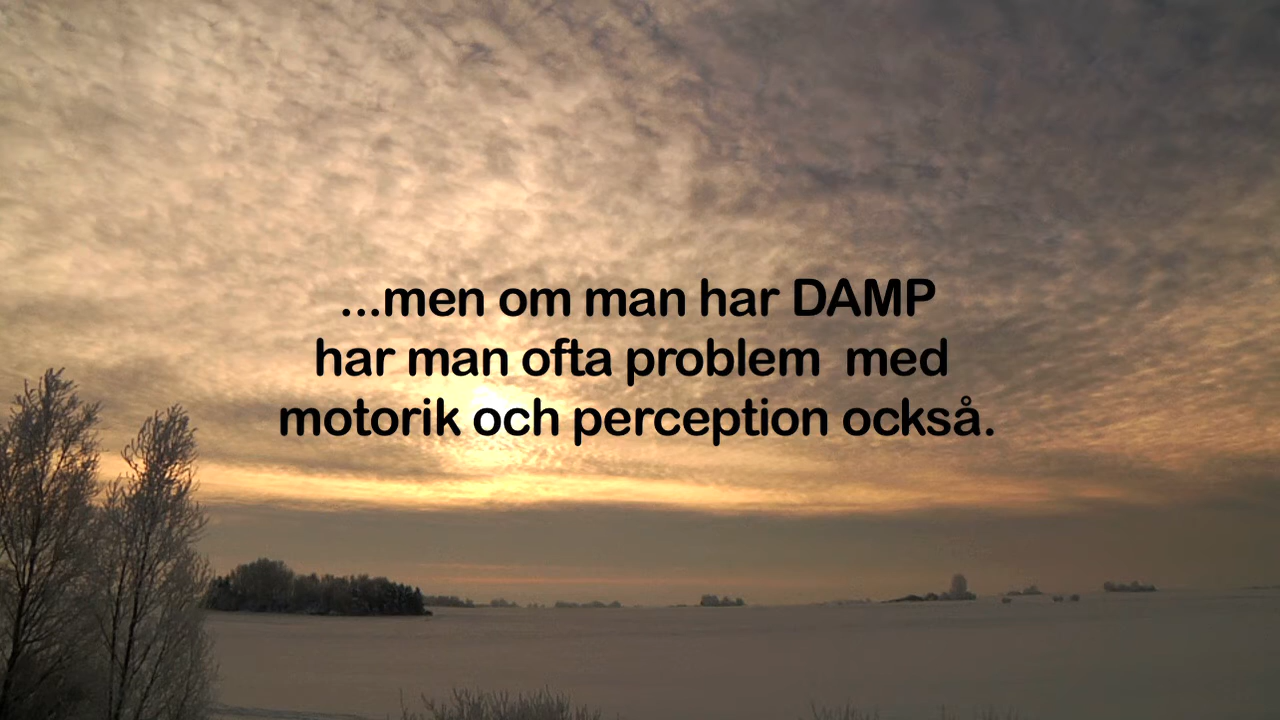 ...men om man har DAMP
har man ofta problem  med
motorik och perception också.